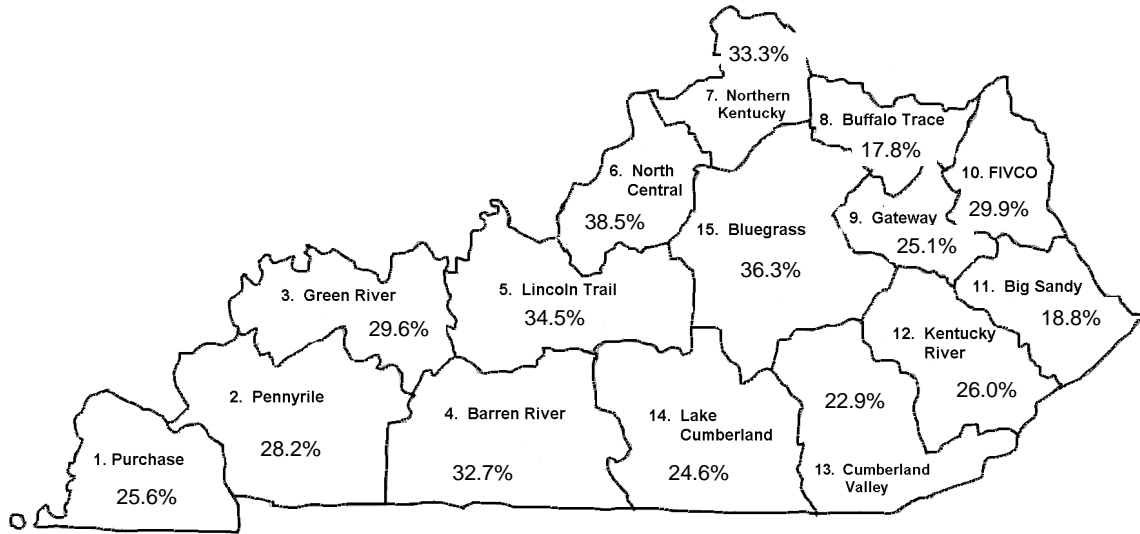 33.3%
7. Northern
Kentucky
8. Buffalo Trace
17.8%
6. North
Central
38.5%
10. FIVCO
29.9%
9. Gateway
25.1%
15. Bluegrass
36.3%
3. Green River
29.6%
5. Lincoln Trail
34.5%
11. Big Sandy
18.8%
12. Kentucky
River
26.0%
2. Pennyrile
28.2%
4. Barren River
32.7%
14. Lake
Cumberland
24.6%
22.9%
13. Cumberland
Valley
1. Purchase
25.6%